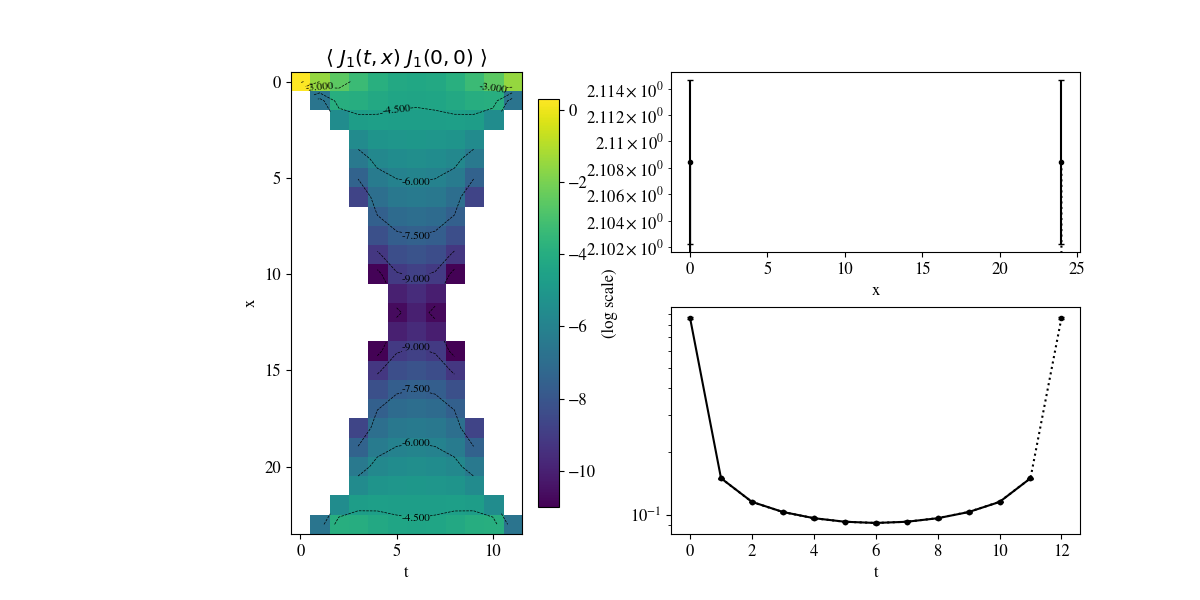 ⟨ J₁(t, x) J₁(0, 0) ⟩
0
5
10
15
20
x
0 5 10
t
-3.000
-3.000
-4.500
-6.000
-7.500
-9.000
-9.000
-7.500
-6.000
-4.500
0
−2
−4
−6
−8
−10
(log scale)
2.114 × 10⁰
2.112 × 10⁰
2.11 × 10⁰
2.108 × 10⁰
2.106 × 10⁰
2.104 × 10⁰
2.102 × 10⁰
0 5 10 15 20 25
x
10⁻¹
0 2 4 6 8 10 12
t